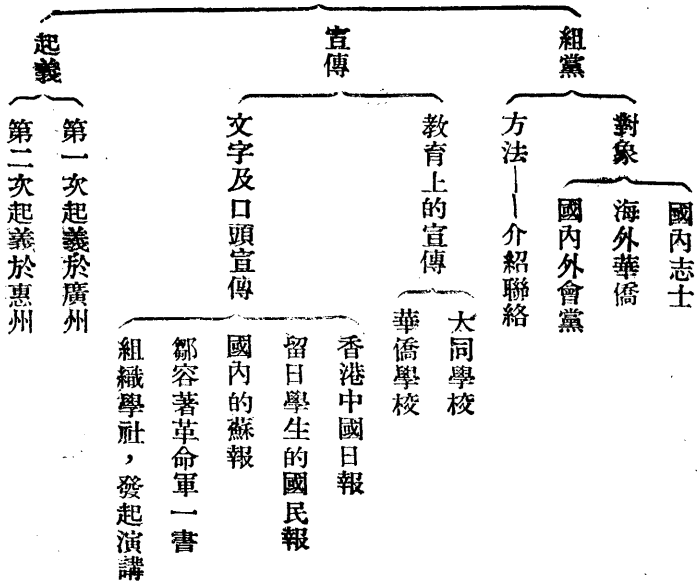 組黨
對象
國內志士
海外華僑
國內外會黨
方法——介紹聯絡
宣傳
教育上的宣傳
大同學校
華僑學校
文字及口頭宣傳
香港中國日報
留日學生的國民報
國內的蘇報
鄒容著革命軍一書
組織學社，發起演講
起義
第一次起義於廣州
第二次起義於惠州